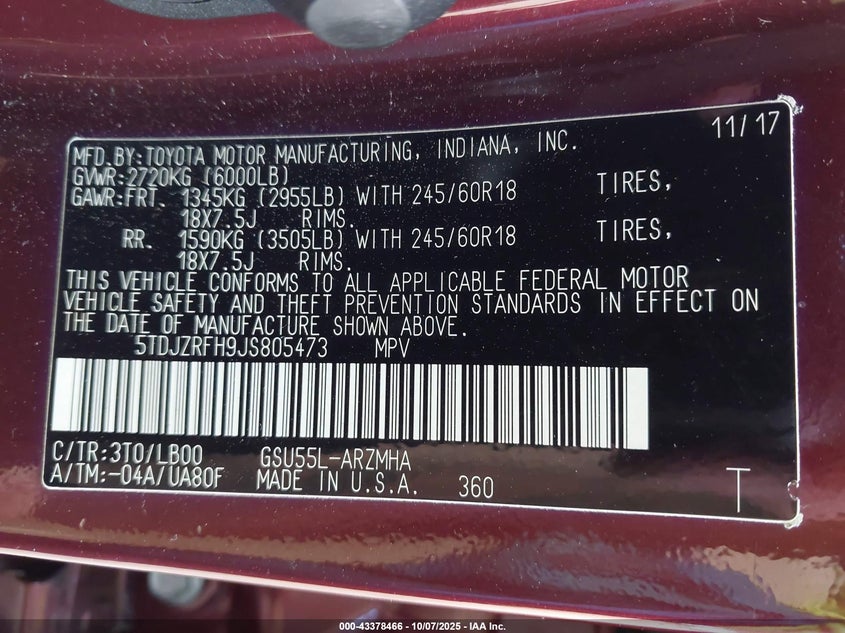 11/17
MFD.BY:TOYOTA MOTOR MANUFACTURING, INDIANA, INC.
GVWR:2720KG (6000LB)
GAWR:FRT. 1345KG (2955LB) WITH 245/60R18 TIRES,
18X7.5J RIMS.
RR. 1590KG (3505LB) WITH 245/60R18 TIRES,
18X7.5J RIMS.
THIS VEHICLE CONFORMS TO ALL APPLICABLE FEDERAL MOTOR
VEHICLE SAFETY AND THEFT PREVENTION STANDARDS IN EFFECT ON
THE DATE OF MANUFACTURE SHOWN ABOVE.
5TDJZRFH9JS805473 MPV
C/TR:3T0/LB00 GSU55L-ARZMHA
A/TM:-04A/UA80F MADE IN U.S.A. 360 T
000-43378466 - 10/07/2025 - IAA Inc.